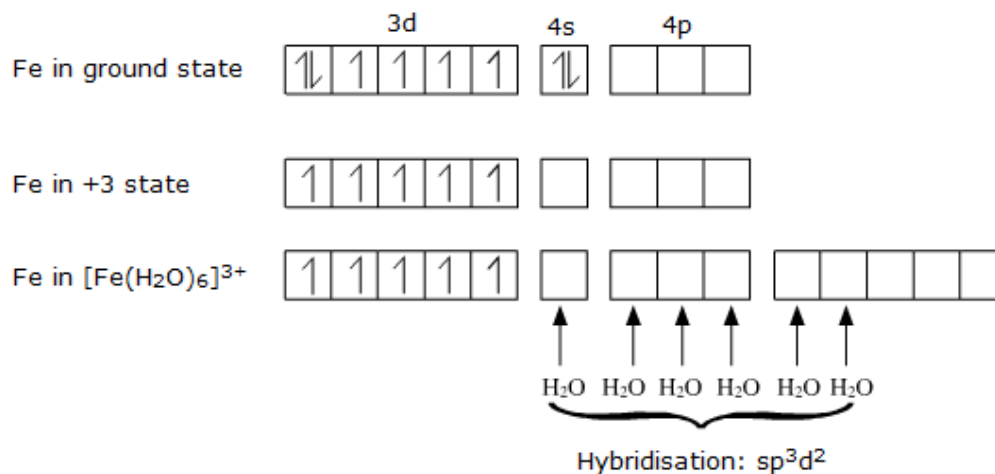 3d 4s 4p
Fe in ground state
Fe in +3 state
Fe in [Fe(H₂O)₆]³⁺
H₂O H₂O H₂O H₂O H₂O H₂O
Hybridisation: sp³d²